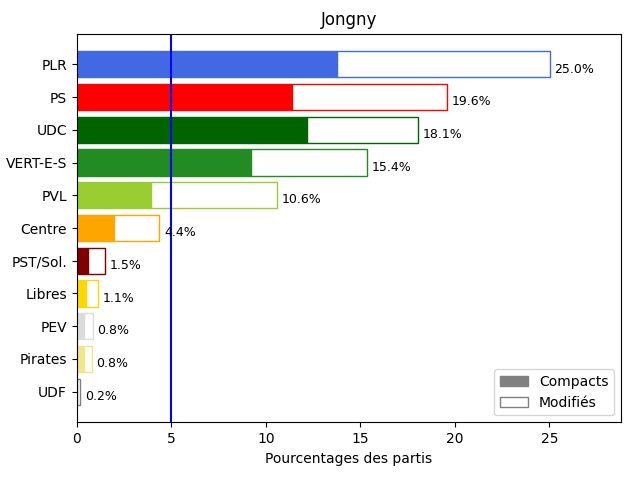 Jongny
PLR 25.0%
PS 19.6%
UDC 18.1%
VERT-E-S 15.4%
PVL 10.6%
Centre 4.4%
PST/Sol. 1.5%
Libres 1.1%
PEV 0.8%
Pirates 0.8%
UDF 0.2%
Compacts
Modifiés
0 5 10 15 20 25
Pourcentages des partis